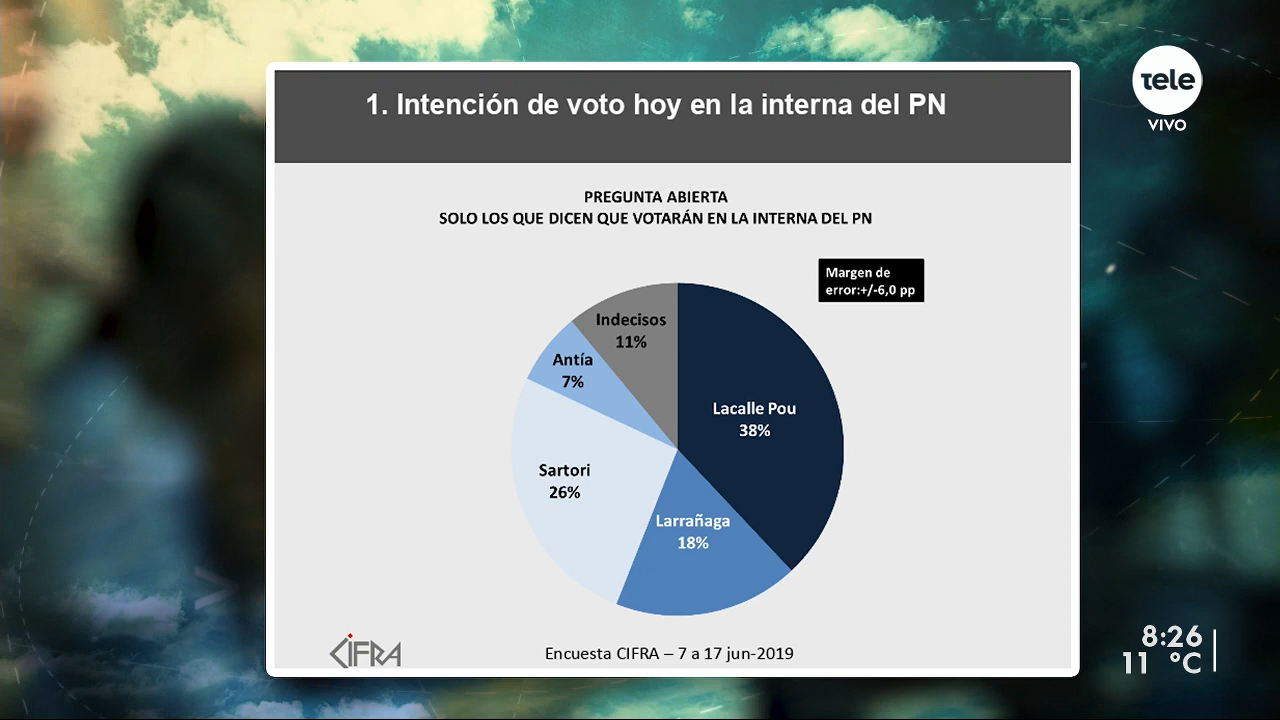 1. Intención de voto hoy en la interna del PN
tele
VIVO
PREGUNTA ABIERTA
SOLO LOS QUE DICEN QUE VOTARÁN EN LA INTERNA DEL PN
Margen de
error:+/-6,0 pp
Indecisos
11%
Antía
7%
Lacalle Pou
38%
Sartori
26%
Larrañaga
18%
CIFRA
Encuesta CIFRA – 7 a 17 jun-2019
8:26
11 °C